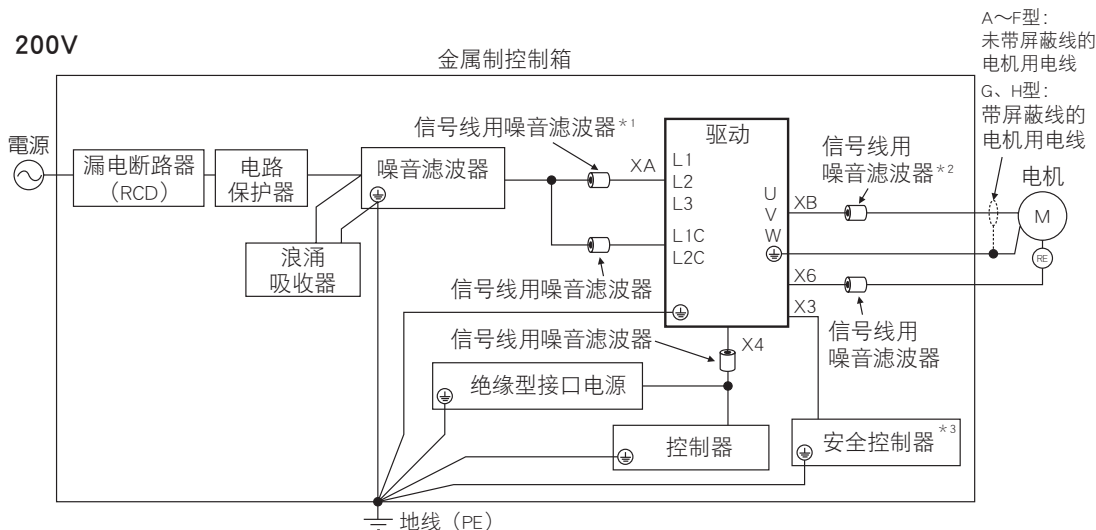 200V
金属制控制箱
A～F型：
未带屏蔽线的
电机用电线
G、H型：
带屏蔽线的
电机用电线
電源
漏电断路器
（RCD）
电路
保护器
噪音滤波器
浪涌
吸收器
信号线用噪音滤波器*1
XA
驱动
L1
L2
L3
L1C
L2C
U
V
W
XB
信号线用
噪音滤波器*2
电机
M
RE
信号线用噪音滤波器
X6
X3
信号线用
噪音滤波器
信号线用噪音滤波器
X4
绝缘型接口电源
控制器
安全控制器*3
地线（PE）